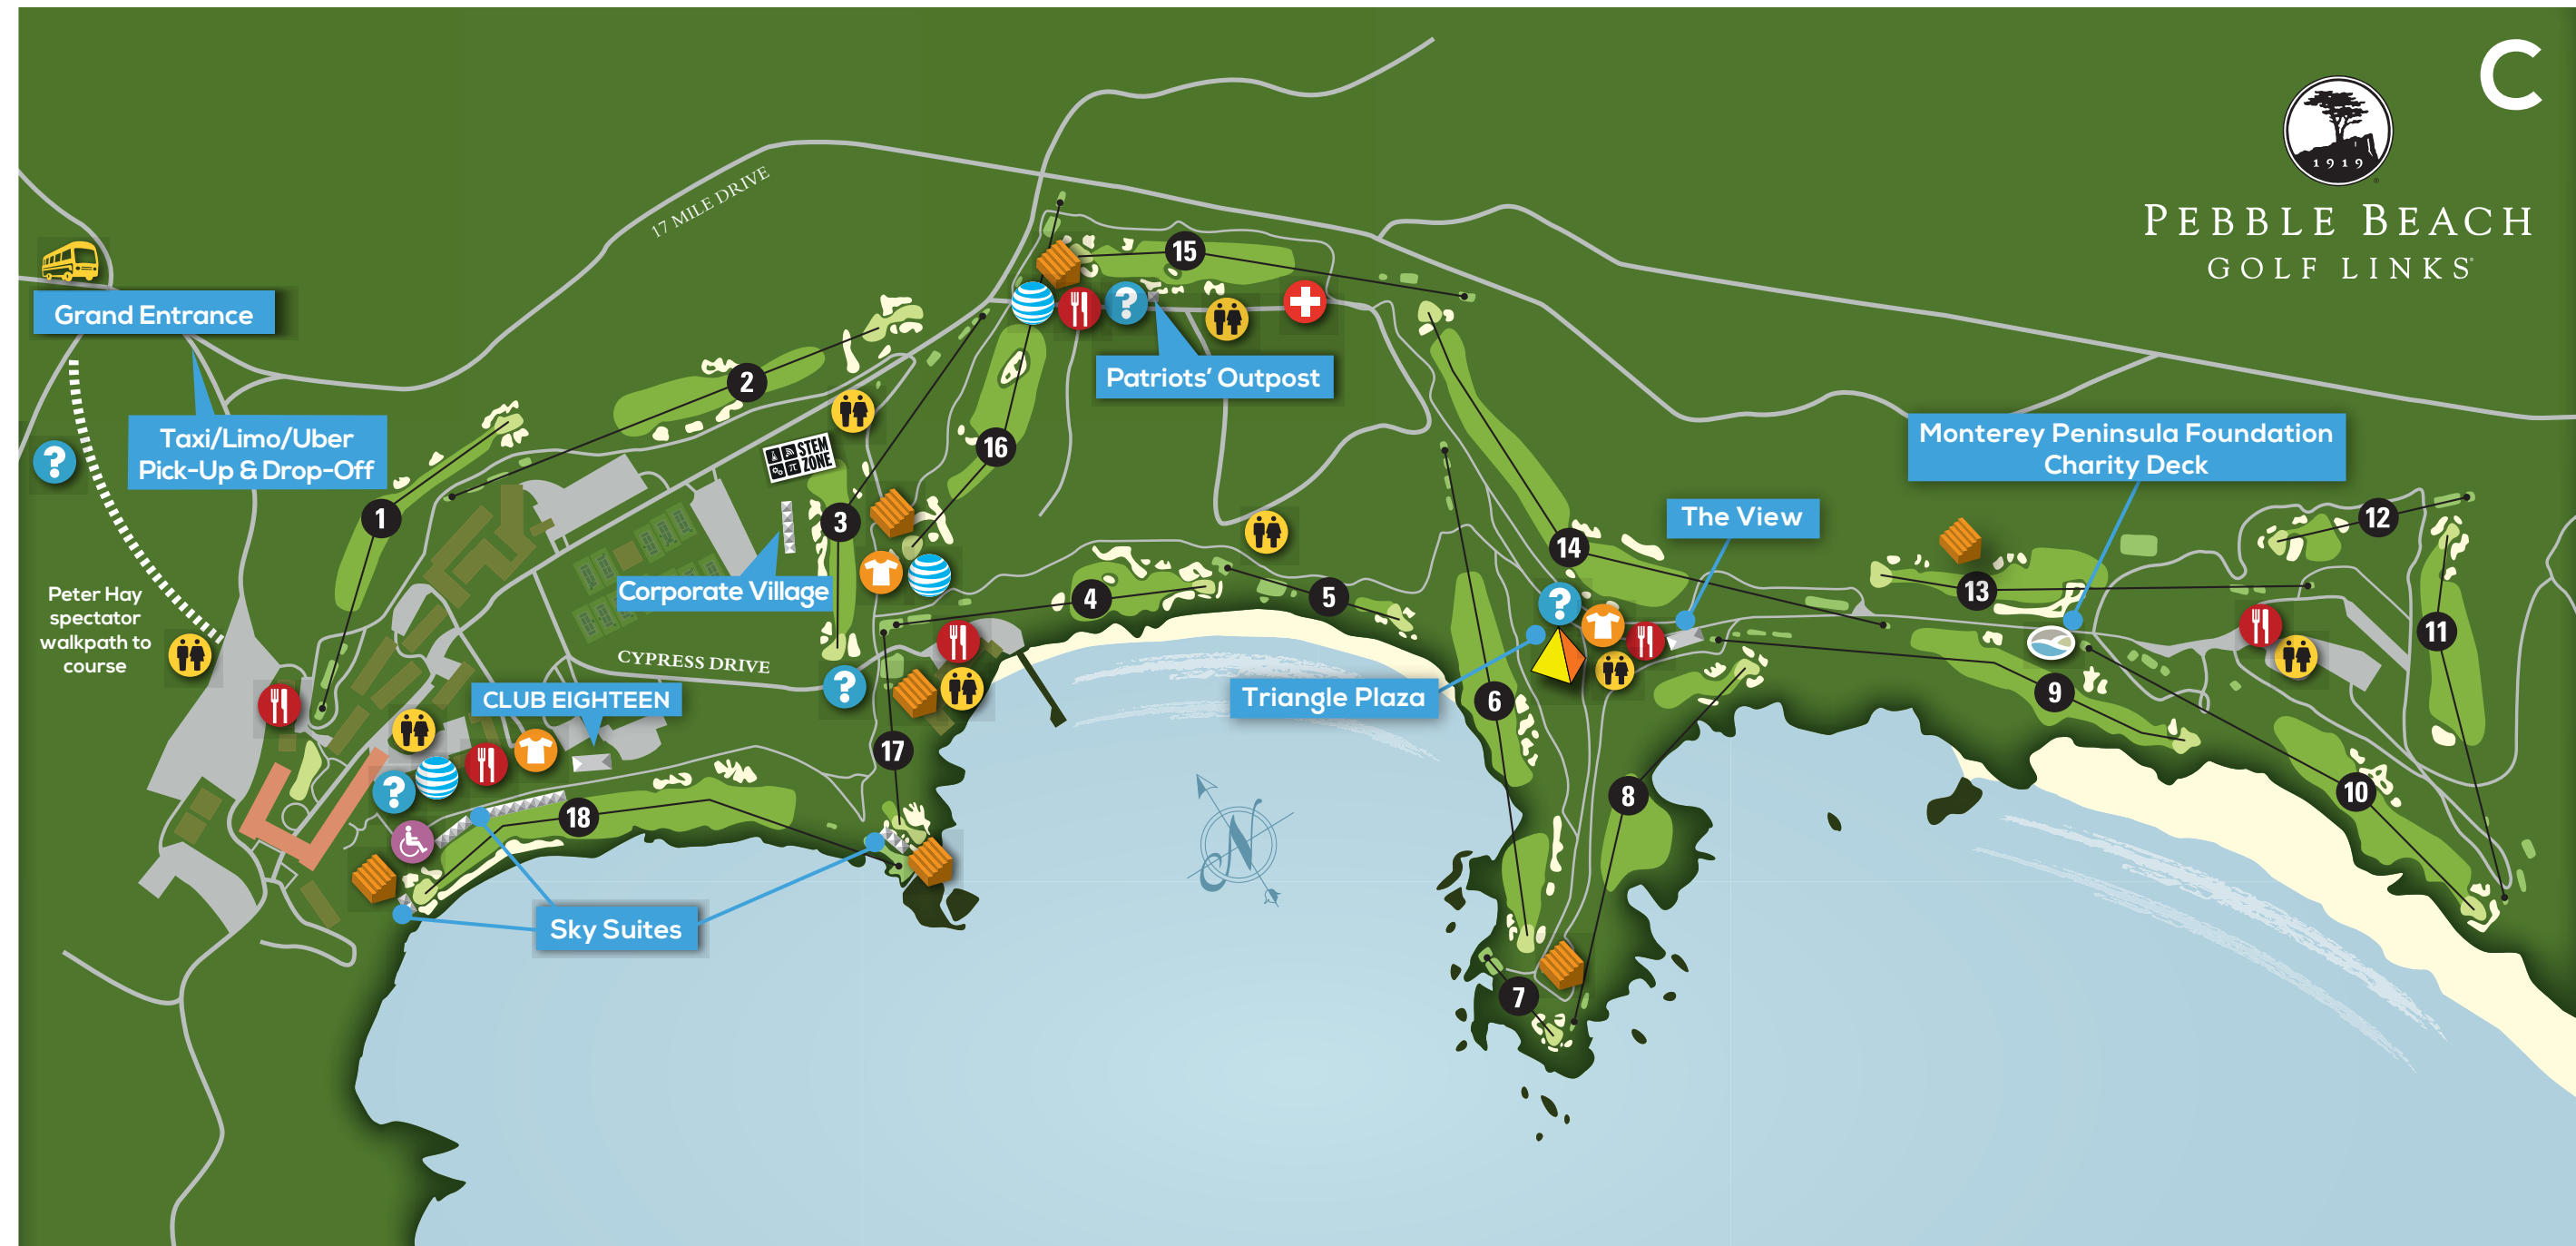 C
1919
PEBBLE BEACH
GOLF LINKS
17 MILE DRIVE
15
Grand Entrance
?
Patriots’ Outpost
2
Taxi/Limo/Uber
Pick-Up & Drop-Off
?
STEM
ZONE
16
Monterey Peninsula Foundation
Charity Deck
1
3
The View
12
14
Corporate Village
4
5
13
?
11
Peter Hay
spectator
walkpath to
course
CYPRESS DRIVE
?
CLUB EIGHTEEN
Triangle Plaza
6
9
17
?
18
8
10
N
Sky Suites
7